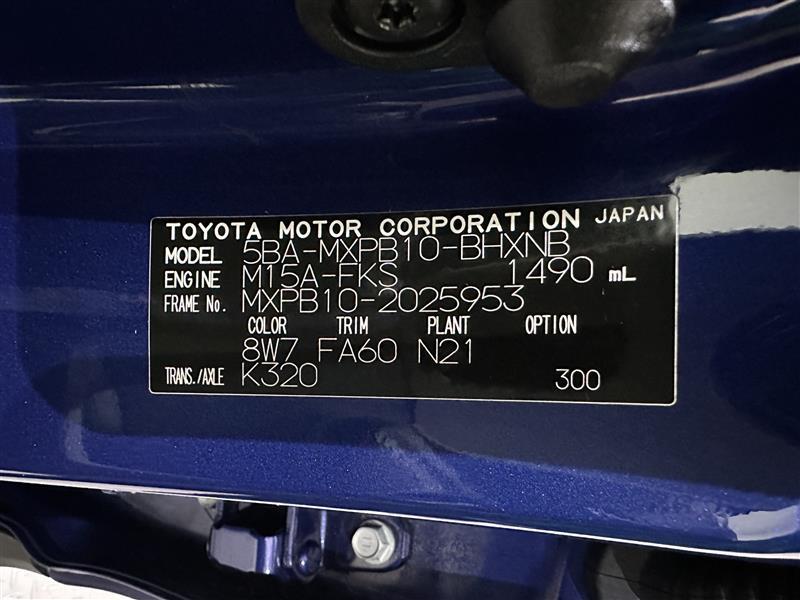 TOYOTA MOTOR CORPORATION JAPAN
MODEL 5BA-MXPB10-BHXNB
ENGINE M15A-FKS 1490 mL
FRAME No. MXPB10-2025953
COLOR TRIM PLANT OPTION
8W7 FA60 N21
TRANS./AXLE K320 300